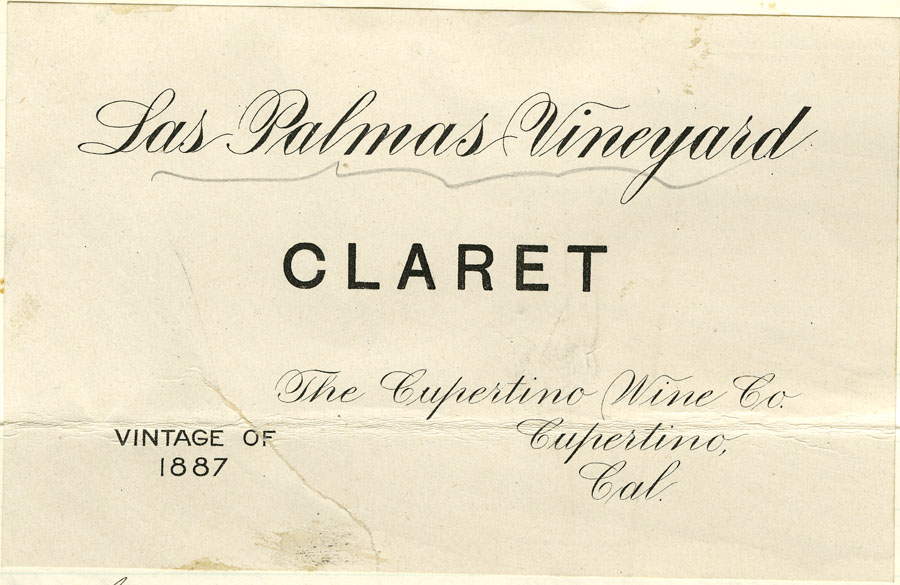 Las Palmas Vineyard
CLARET
The Cupertino Wine Co.
Cupertino,
Cal.
VINTAGE OF
1887